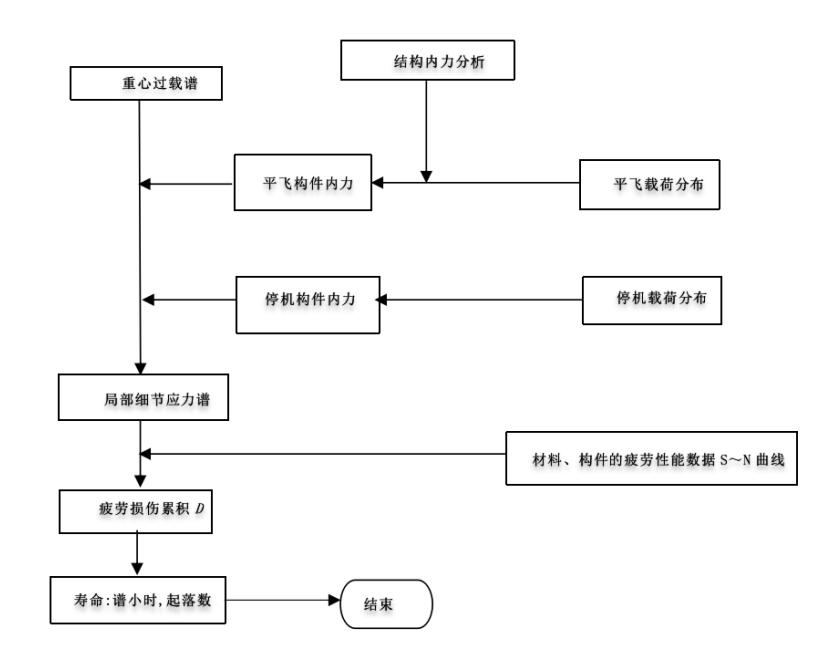 结构内力分析
重心过载谱
平飞构件内力
平飞载荷分布
停机构件内力
停机载荷分布
局部细节应力谱
材料、构件的疲劳性能数据 S～N 曲线
疲劳损伤累积 D
寿命:谱小时,起落数
结束